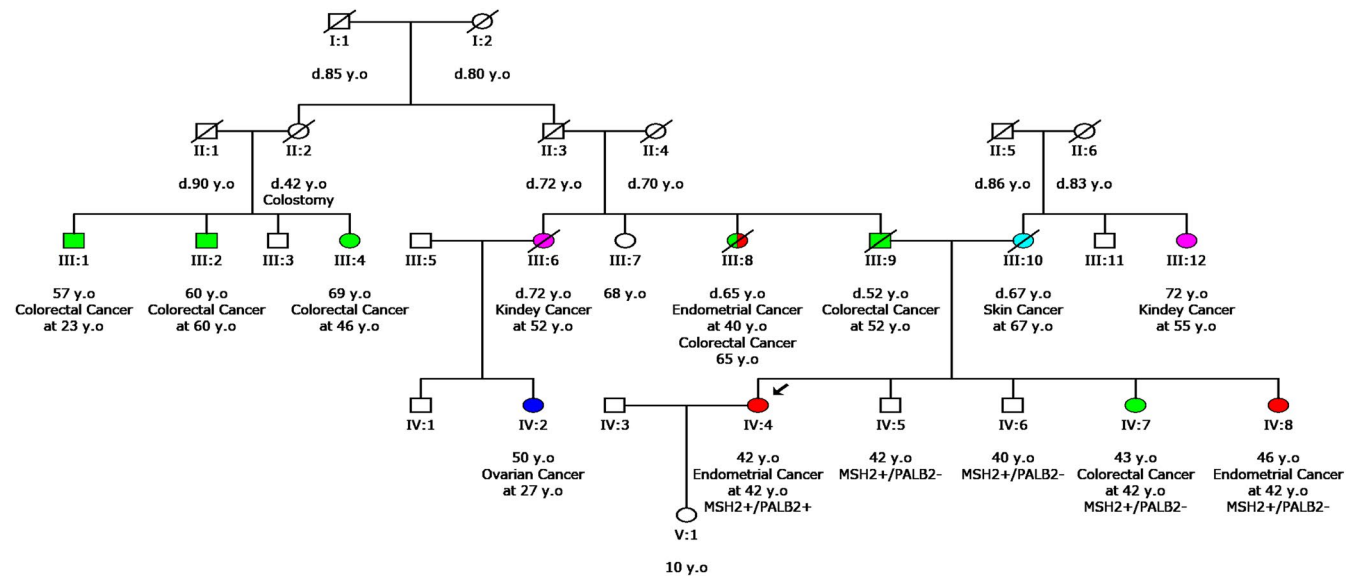 I:1 I:2
d.85 y.o d.80 y.o
II:1 II:2 II:3 II:4 II:5 II:6
d.90 y.o d.42 y.o d.72 y.o d.70 y.o d.86 y.o d.83 y.o
Colostomy
III:1 III:2 III:3 III:4 III:5 III:6 III:7 III:8 III:9 III:10 III:11 III:12
57 y.o 60 y.o 69 y.o d.72 y.o 68 y.o d.65 y.o d.52 y.o d.67 y.o 72 y.o
Colorectal Cancer Colorectal Cancer Colorectal Cancer Kindey Cancer Endometrial Cancer Colorectal Cancer Skin Cancer Kindey Cancer
at 23 y.o at 60 y.o at 46 y.o at 52 y.o at 40 y.o at 52 y.o at 67 y.o at 55 y.o
Colorectal Cancer
65 y.o
IV:1 IV:2 IV:3 IV:4 IV:5 IV:6 IV:7 IV:8
50 y.o 42 y.o 42 y.o 40 y.o 43 y.o 46 y.o
Ovarian Cancer Endometrial Cancer MSH2+/PALB2- MSH2+/PALB2- Colorectal Cancer Endometrial Cancer
at 27 y.o at 42 y.o at 42 y.o at 42 y.o
MSH2+/PALB2+ MSH2+/PALB2- MSH2+/PALB2-
V:1
10 y.o